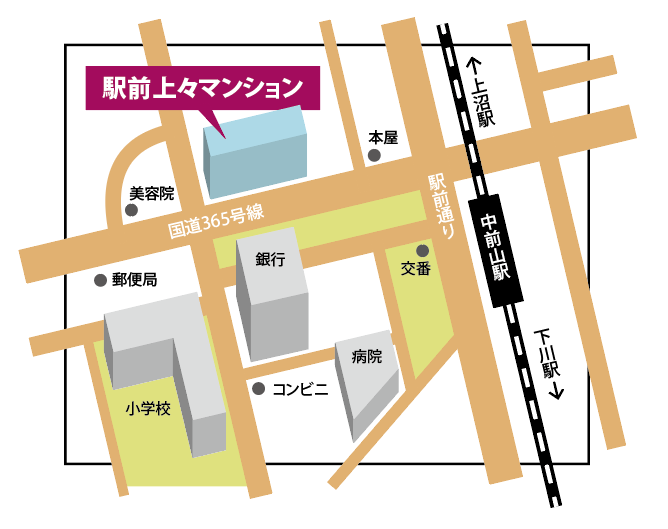 駅前上々マンション
上沼駅
本屋
駅前通り
美容院
国道365号線
中前山駅
銀行
交番
郵便局
下川駅
病院
コンビニ
小学校